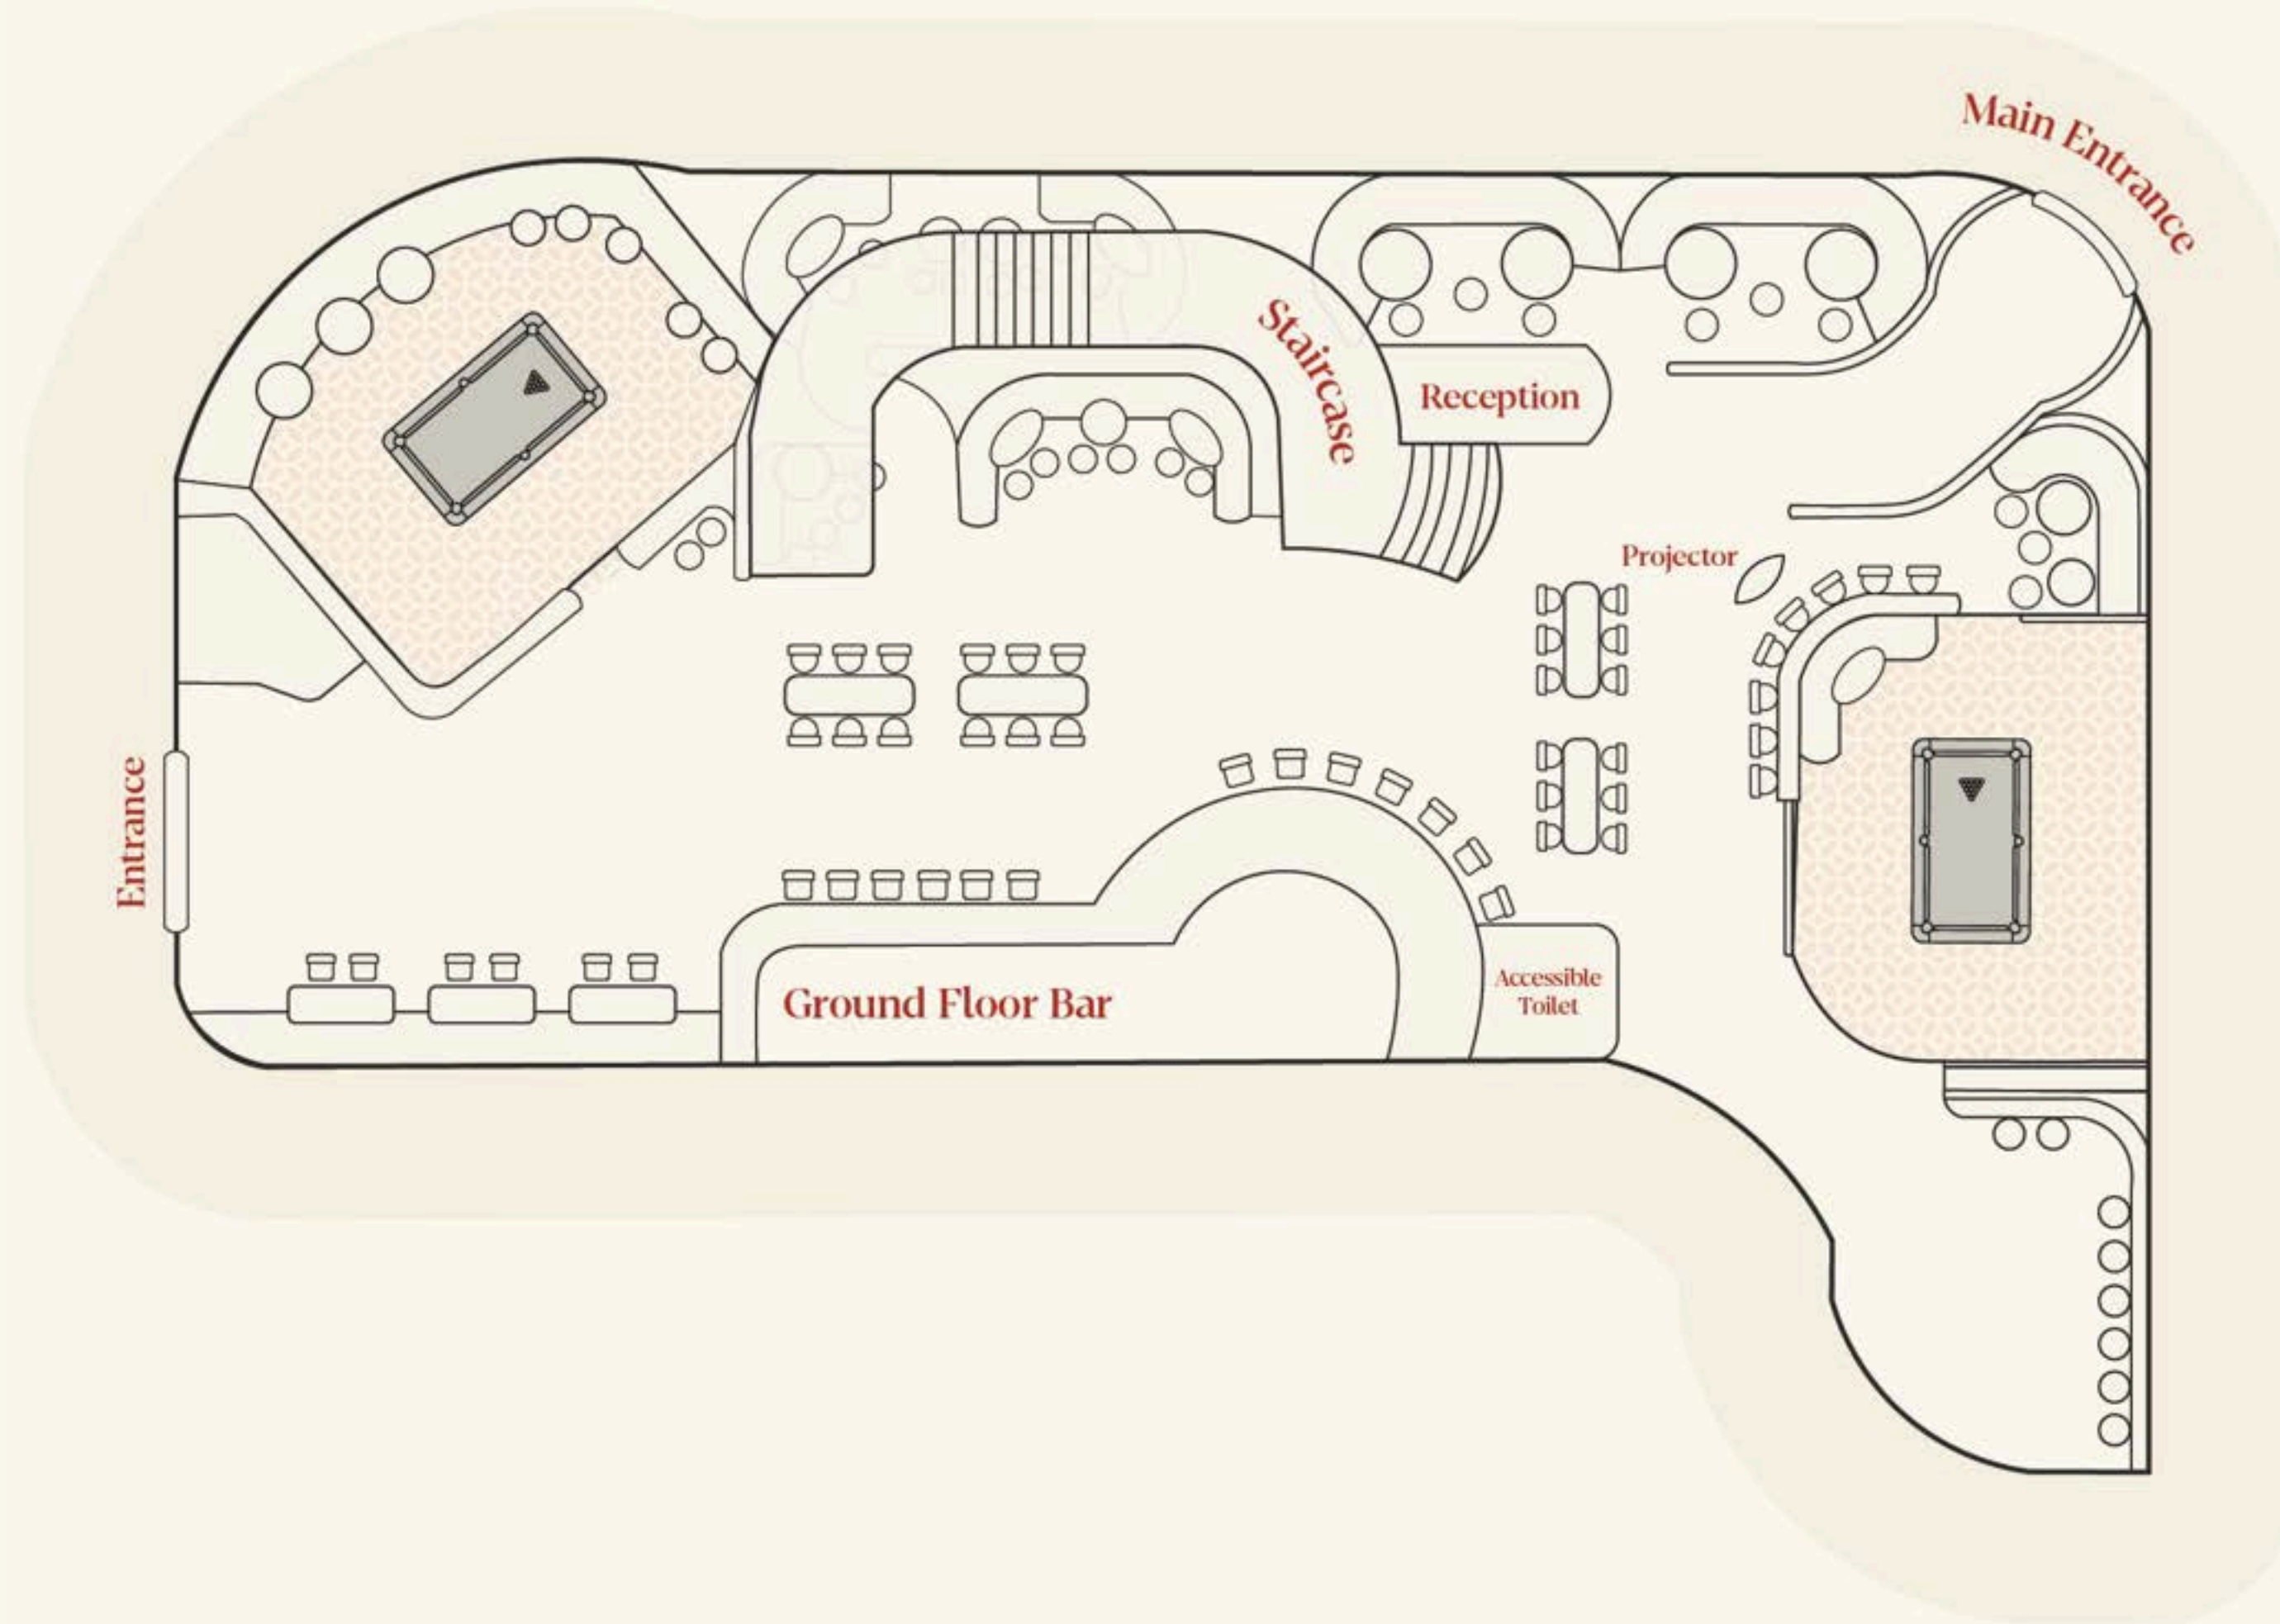 Main Entrance
Staircase
Reception
Projector
Entrance
Ground Floor Bar
Accessible
Toilet